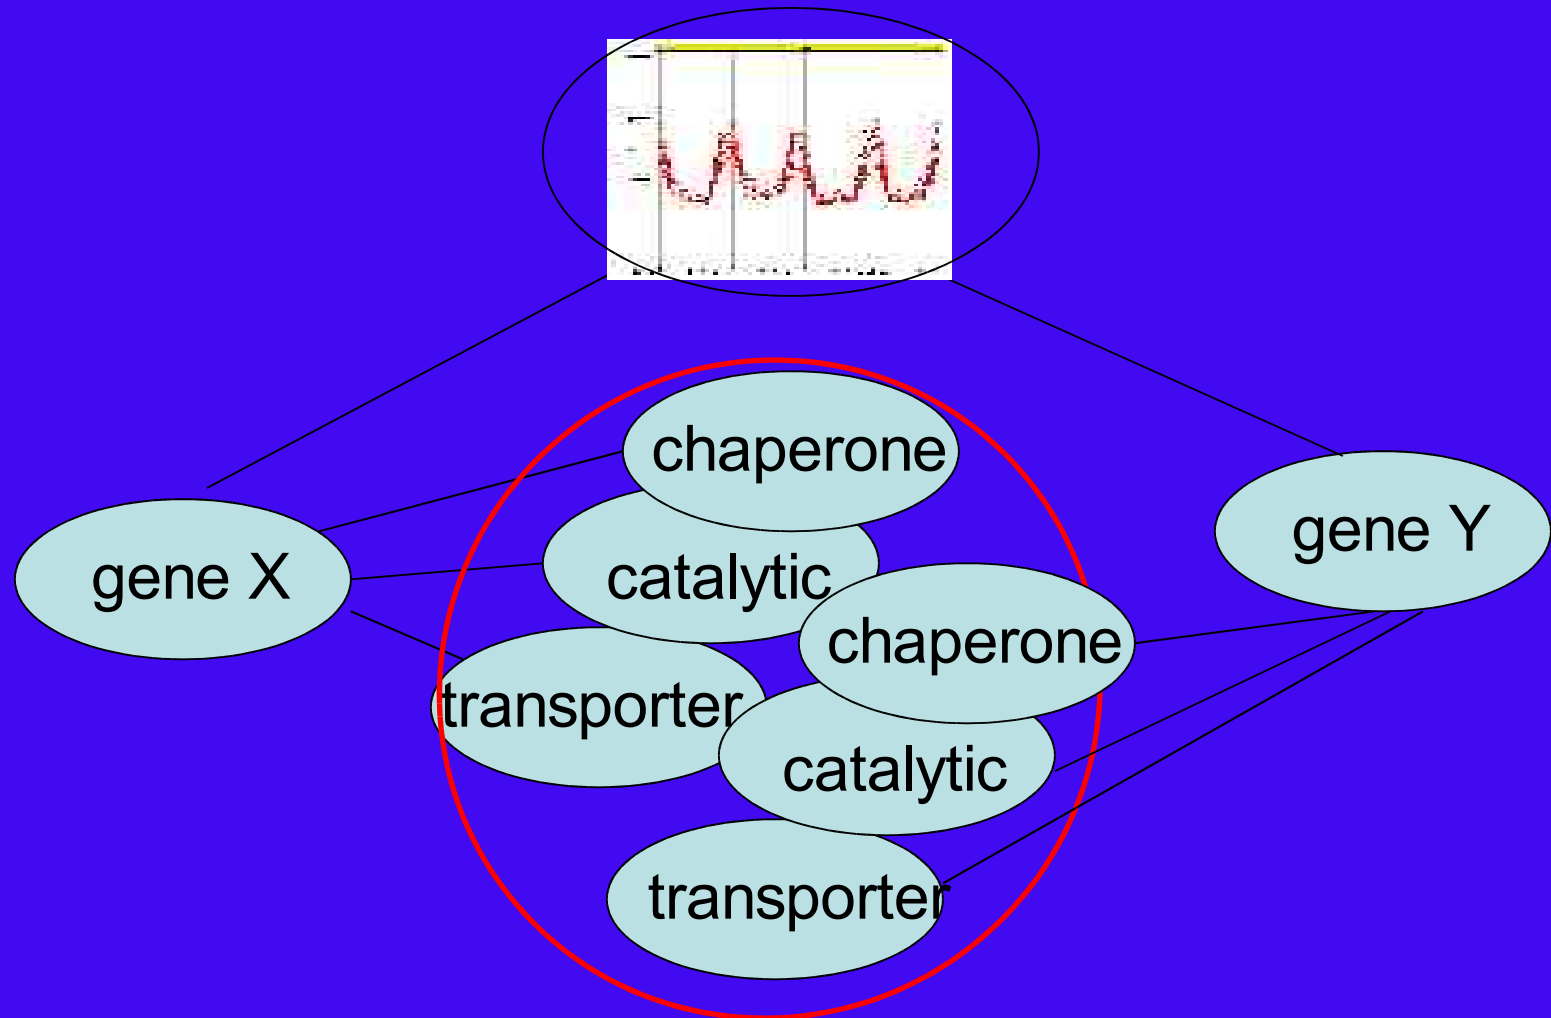 chaperone
gene Y
gene X
catalytic
chaperone
transporter
catalytic
transporter